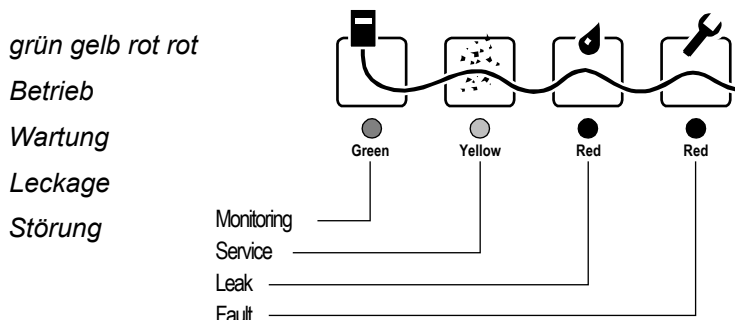 grün gelb rot rot
Betrieb
Wartung
Leckage
Störung
Green Yellow Red Red
Monitoring
Service
Leak
Fault